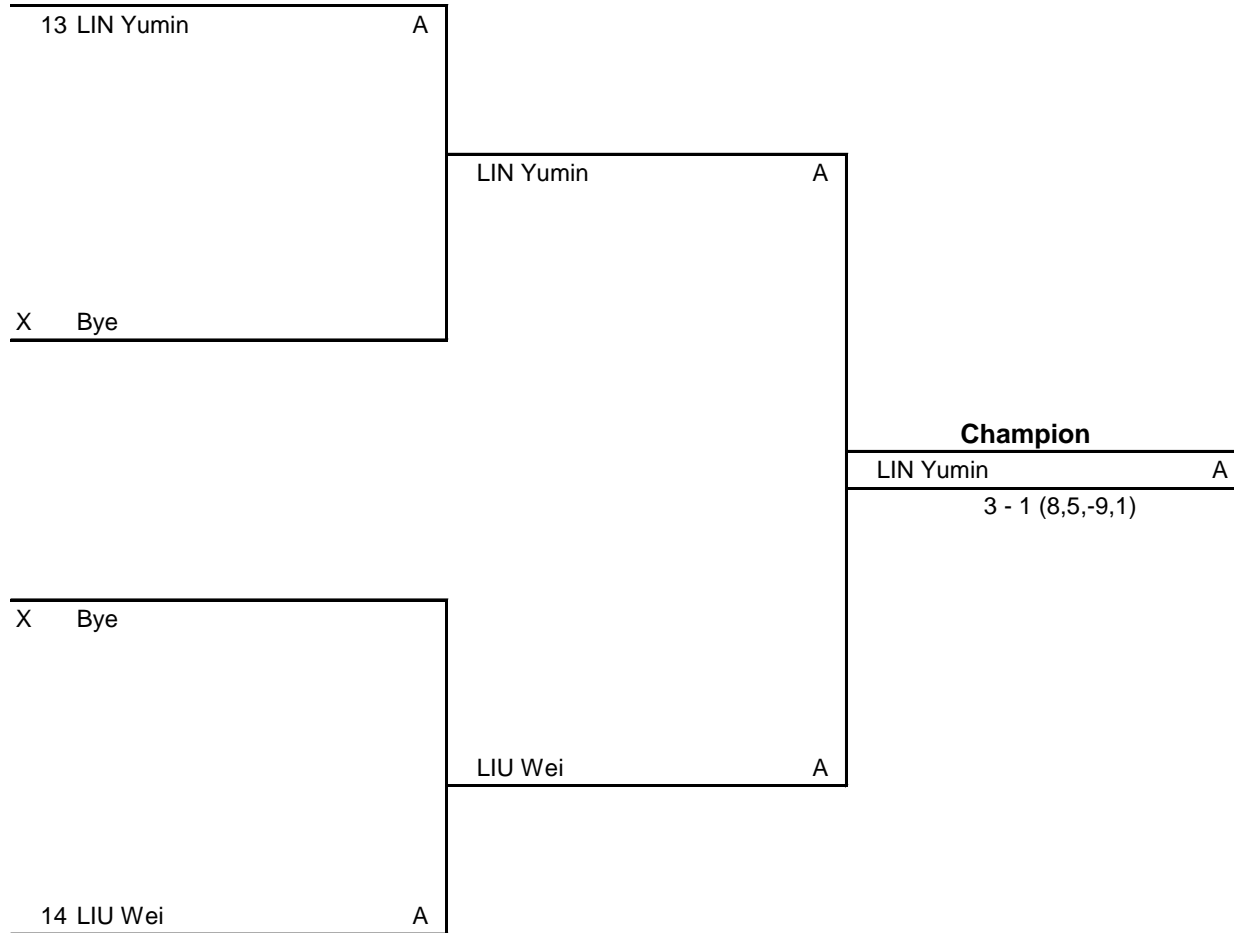 13 LIN Yumin A
LIN Yumin A
X Bye
Champion
LIN Yumin A
3 - 1 (8,5,-9,1)
X Bye
LIU Wei A
14 LIU Wei A